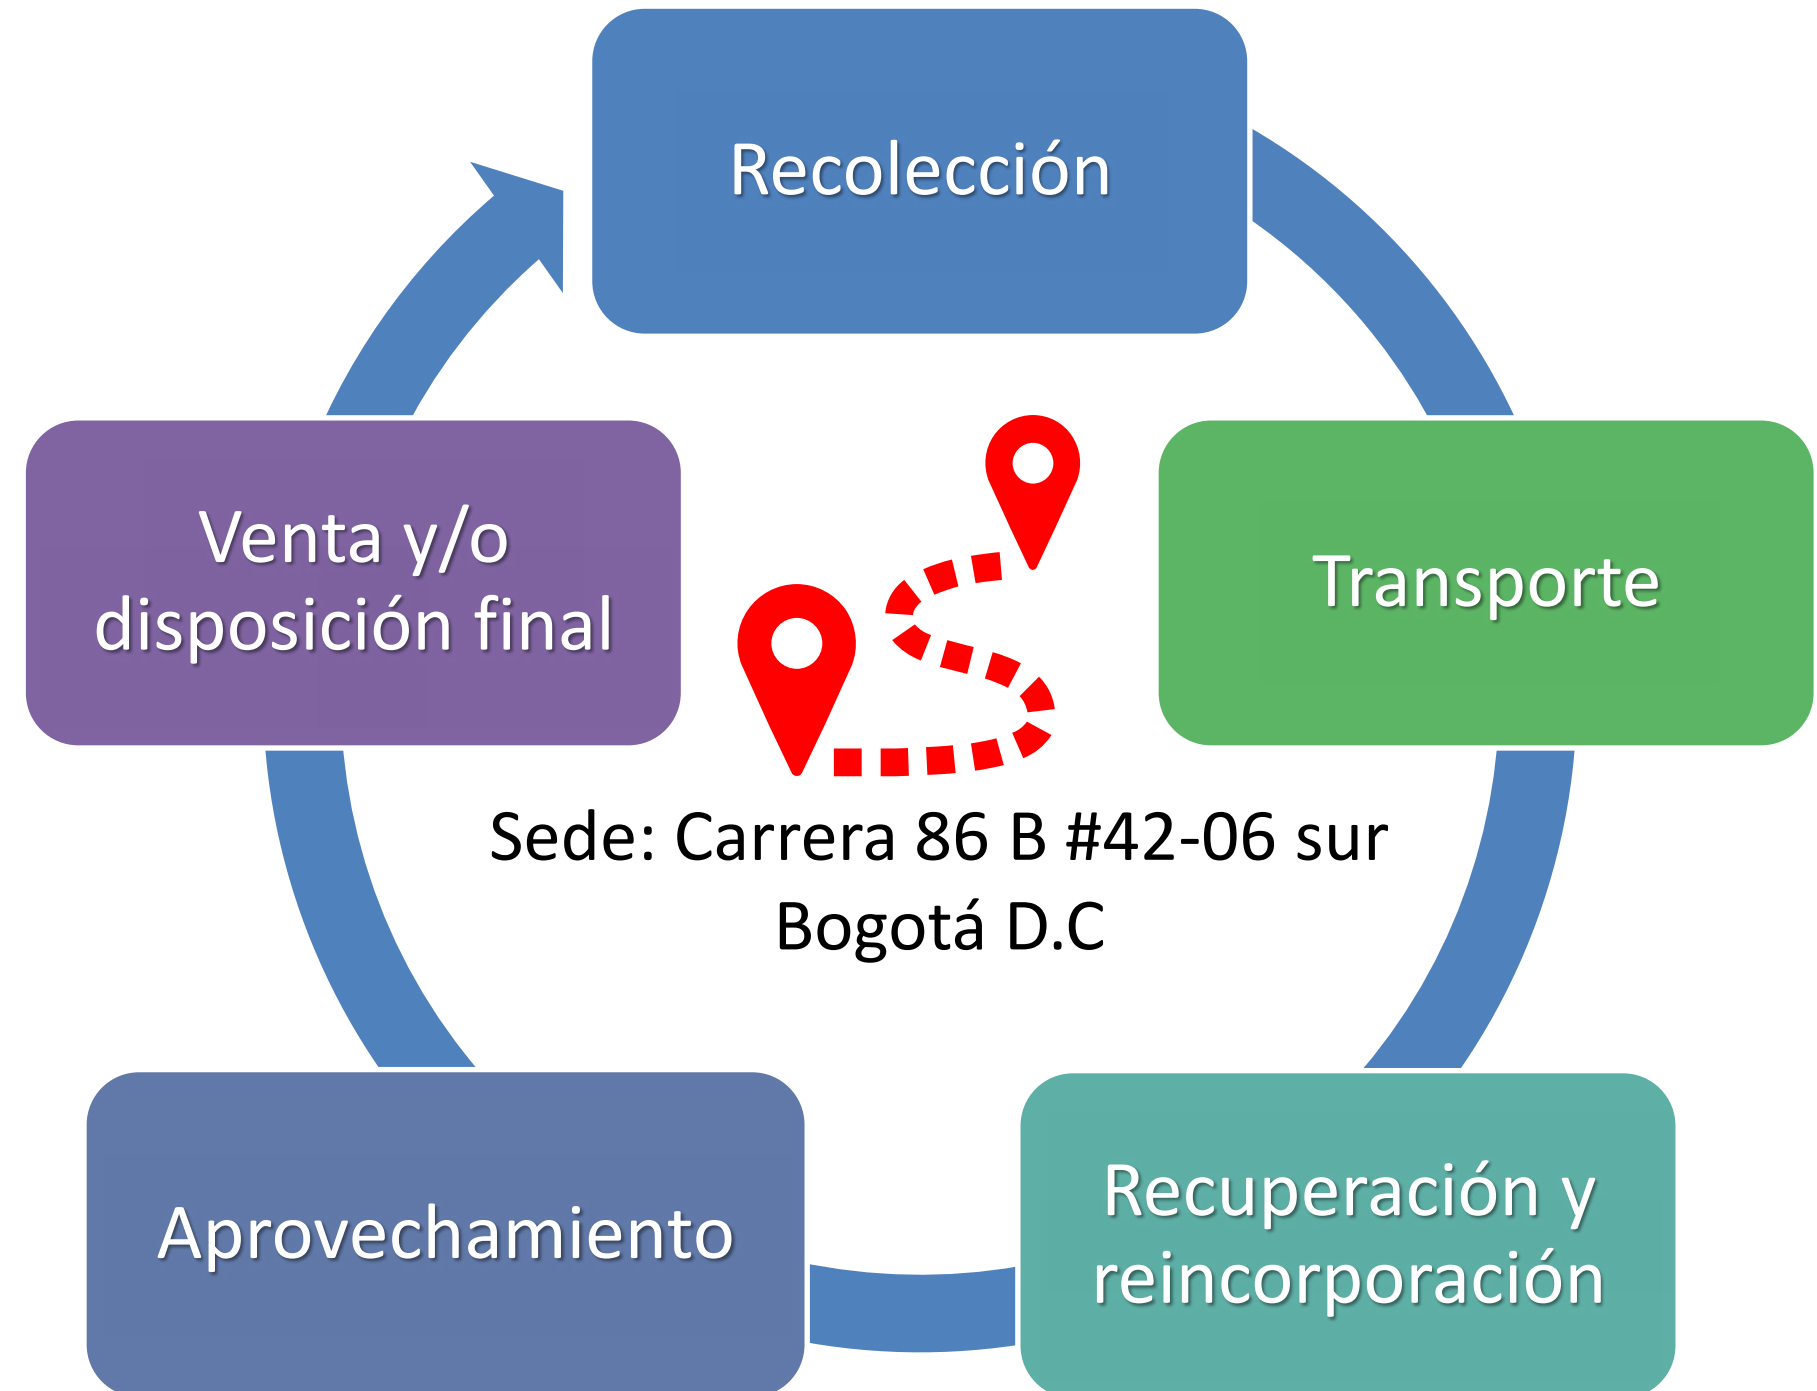 Recolección
Transporte
Recuperación y
reincorporación
Aprovechamiento
Venta y/o
disposición final
Sede: Carrera 86 B #42-06 sur
Bogotá D.C